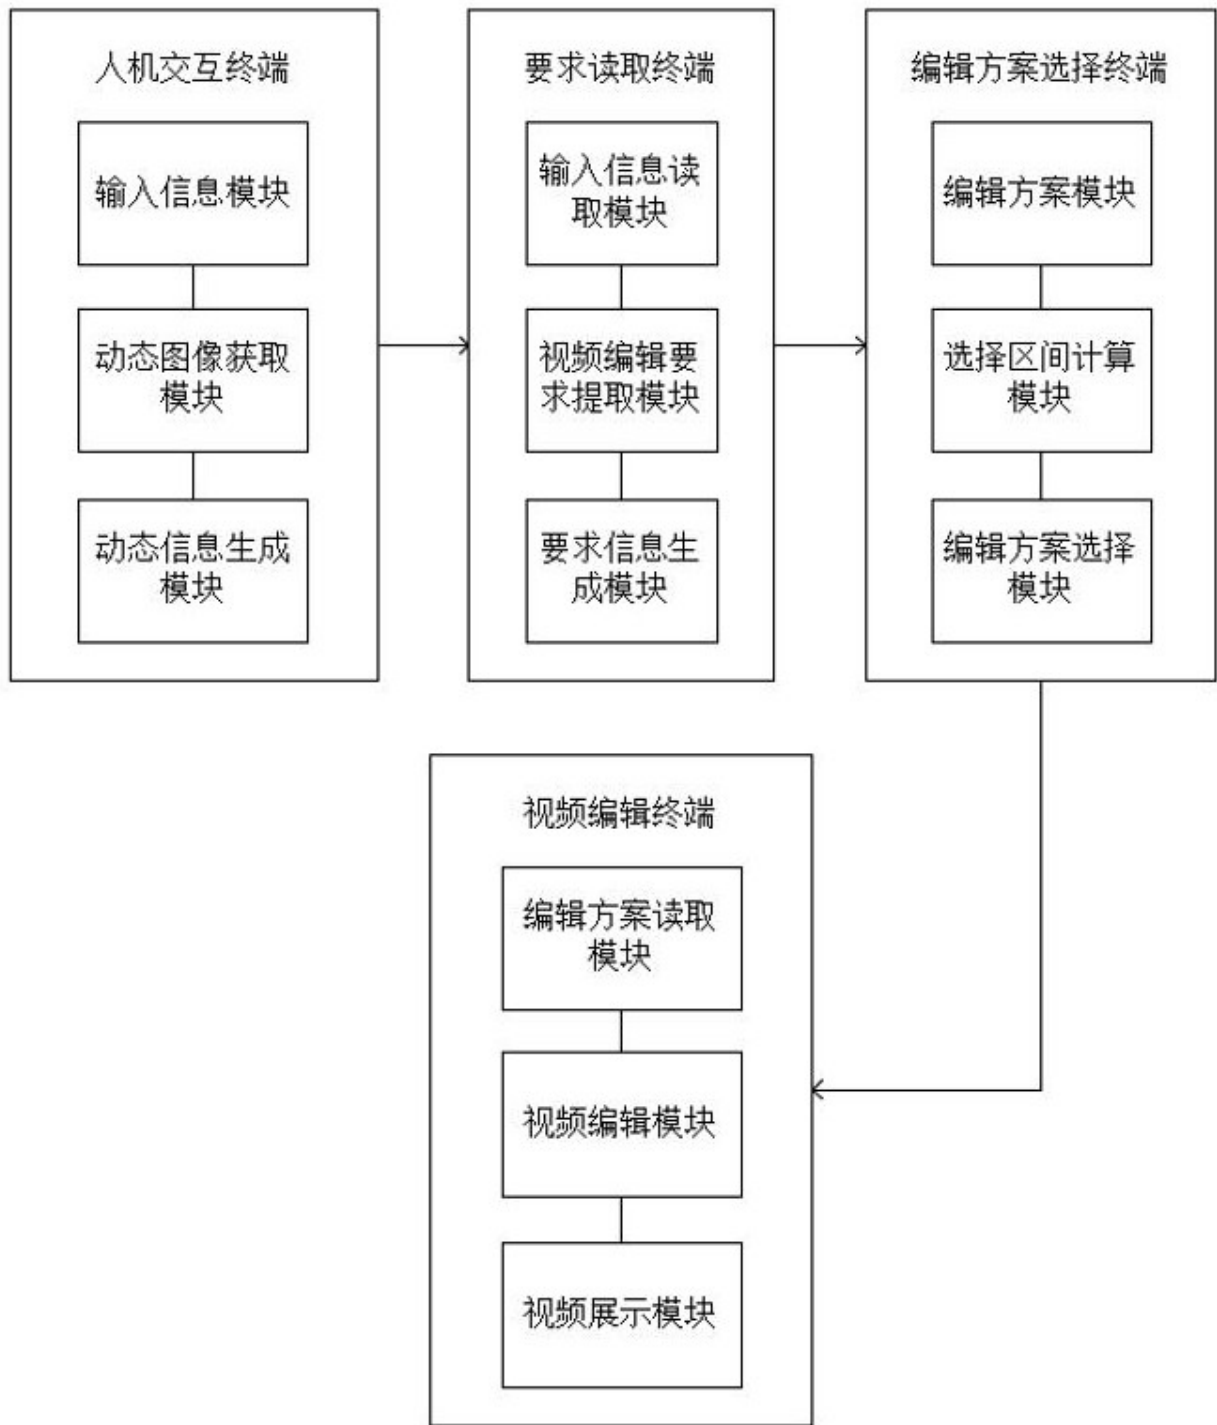 人机交互终端
输入信息模块
动态图像获取
模块
动态信息生成
模块
要求读取终端
输入信息读
取模块
视频编辑要
求提取模块
要求信息生
成模块
编辑方案选择终端
编辑方案模块
选择区间计算
模块
编辑方案选择
模块
视频编辑终端
编辑方案读取
模块
视频编辑模块
视频展示模块